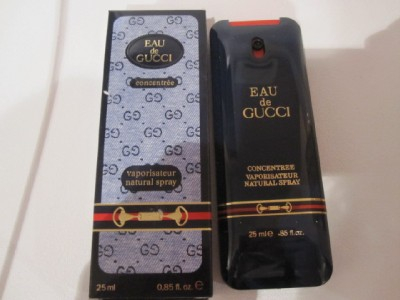 EAU
de
GUCCI
concentrée
vaporisateur
natural spray
25 ml 0.85 fl. oz.
EAU
de
GUCCI
CONCENTREE
VAPORISATEUR
NATURAL SPRAY
25 ml e .85 fl. oz.